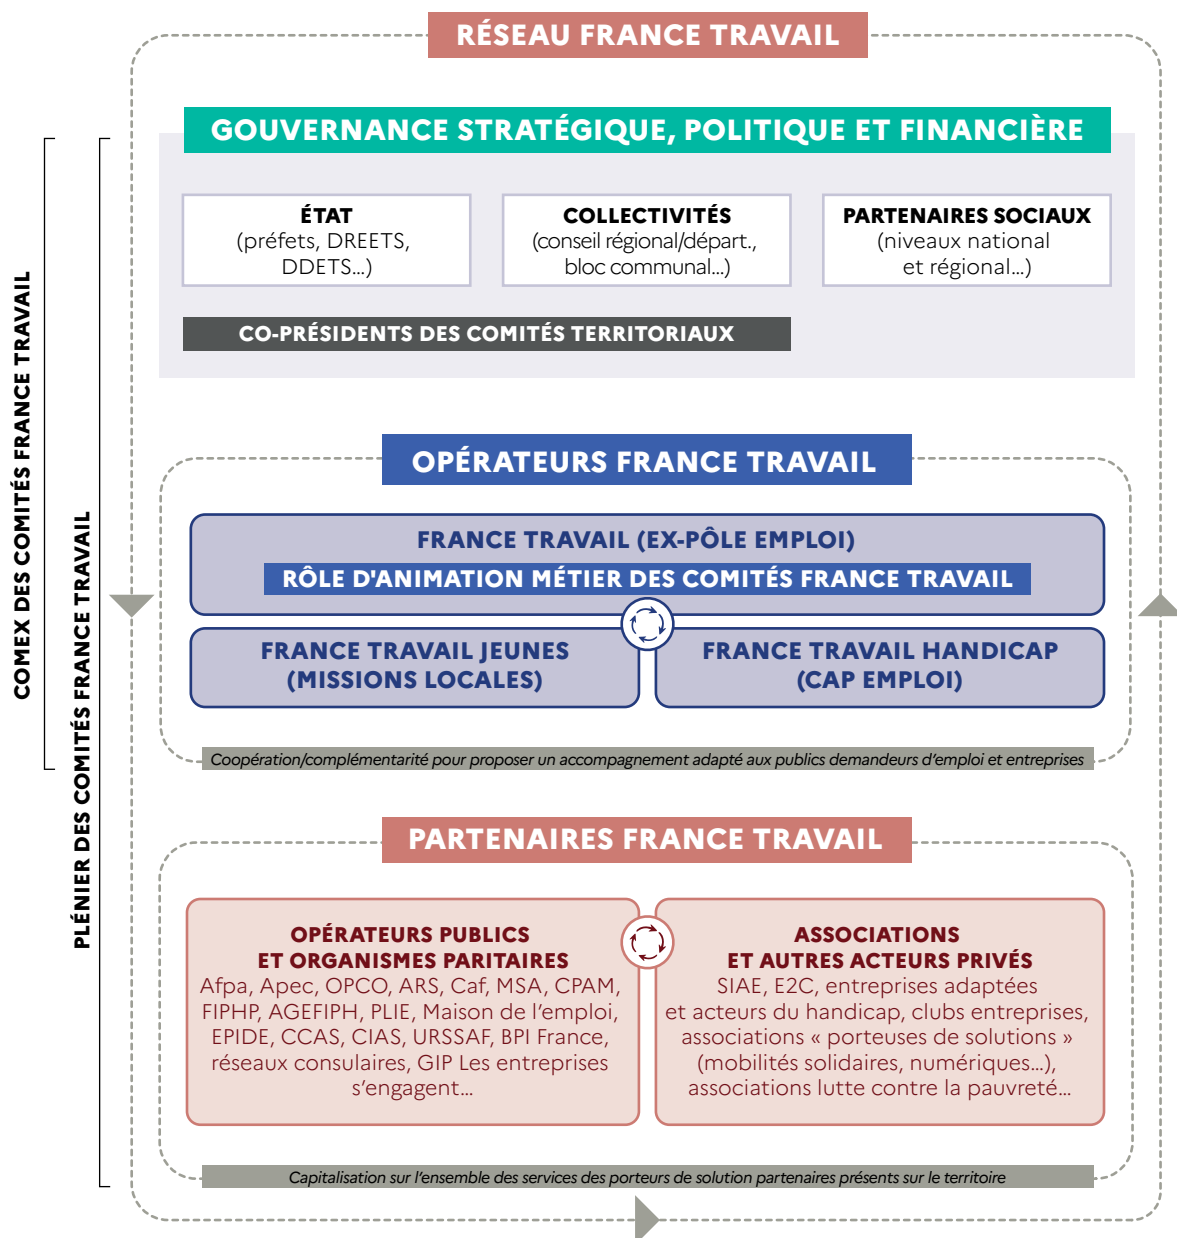 RÉSEAU FRANCE TRAVAIL
GOUVERNANCE STRATÉGIQUE, POLITIQUE ET FINANCIÈRE
ÉTAT
(préfets, DREETS,
DDETS…)
COLLECTIVITÉS
(conseil régional/départ.,
bloc communal…)
PARTENAIRES SOCIAUX
(niveaux national
et régional…)
CO-PRÉSIDENTS DES COMITÉS TERRITORIAUX
COMEX DES COMITÉS FRANCE TRAVAIL
PLÉNIER DES COMITÉS FRANCE TRAVAIL
OPÉRATEURS FRANCE TRAVAIL
FRANCE TRAVAIL (EX-PÔLE EMPLOI)
RÔLE D'ANIMATION MÉTIER DES COMITÉS FRANCE TRAVAIL
FRANCE TRAVAIL JEUNES
(MISSIONS LOCALES)
FRANCE TRAVAIL HANDICAP
(CAP EMPLOI)
Coopération/complémentarité pour proposer un accompagnement adapté aux publics demandeurs d’emploi et entreprises
PARTENAIRES FRANCE TRAVAIL
OPÉRATEURS PUBLICS
ET ORGANISMES PARITAIRES
Afpa, Apec, OPCO, ARS, Caf, MSA, CPAM,
FIPHP, AGEFIPH, PLIE, Maison de l’emploi,
EPIDE, CCAS, CIAS, URSSAF, BPI France,
réseaux consulaires, GIP Les entreprises
s’engagent…
ASSOCIATIONS
ET AUTRES ACTEURS PRIVÉS
SIAE, E2C, entreprises adaptées
et acteurs du handicap, clubs entreprises,
associations « porteuses de solutions »
(mobilités solidaires, numériques…),
associations lutte contre la pauvreté…
Capitalisation sur l’ensemble des services des porteurs de solution partenaires présents sur le territoire